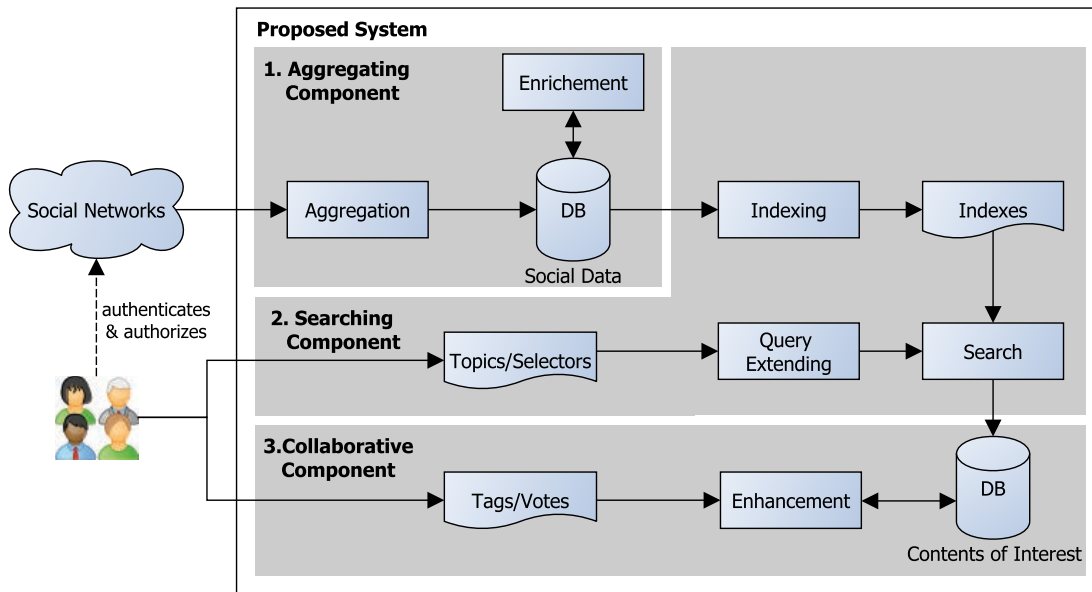 Proposed System
1. Aggregating
Component
Enrichement
Social Networks
Aggregation
DB
Social Data
Indexing
Indexes
authenticates
& authorizes
2. Searching
Component
Topics/Selectors
Query
Extending
Search
3.Collaborative
Component
Tags/Votes
Enhancement
DB
Contents of Interest